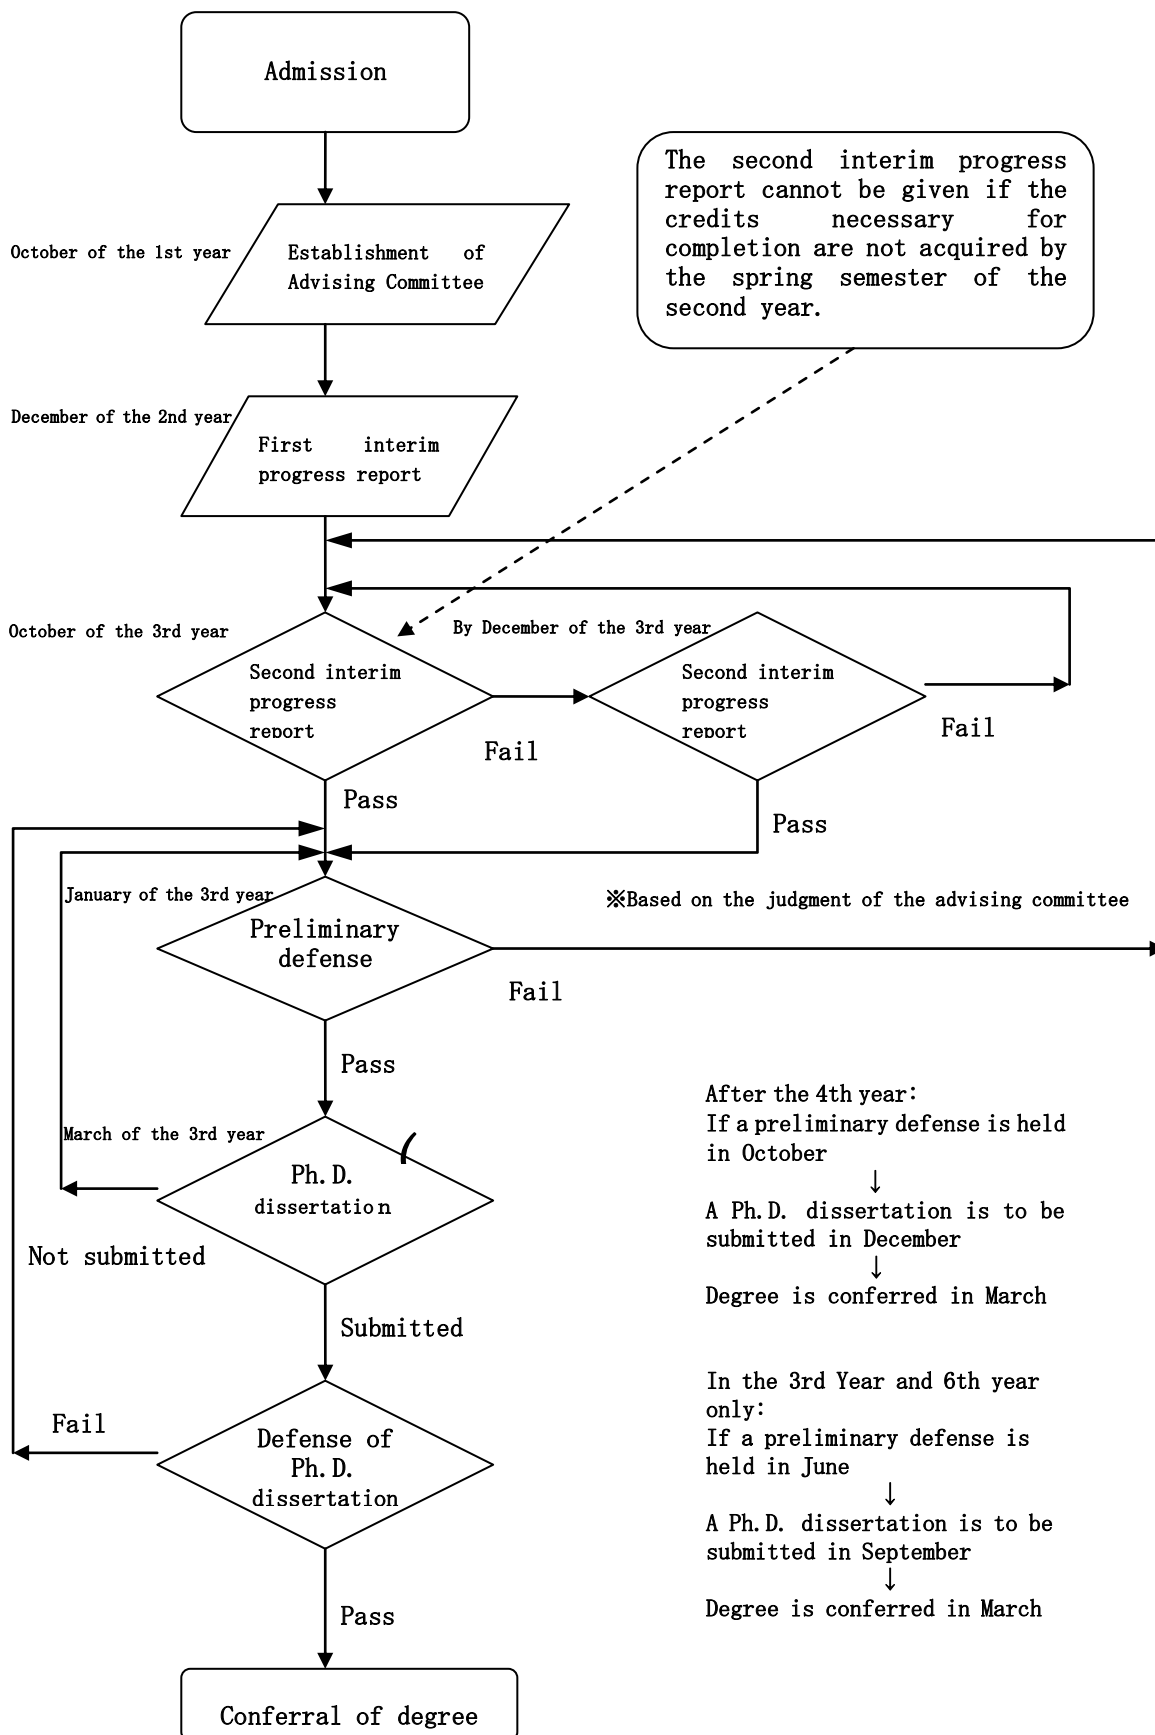 Admission
The second interim progress
report cannot be given if the
credits necessary for
completion are not acquired by
the spring semester of the
second year.
October of the 1st year
Establishment of
Advising Committee
December of the 2nd year
First interim
progress report
October of the 3rd year
Second interim
progress
report
Fail
By December of the 3rd year
Second interim
progress
report
Fail
Pass
Pass
January of the 3rd year
Preliminary
defense
※Based on the judgment of the advising committee
Fail
Pass
March of the 3rd year
(
Ph.D.
dissertation
Not submitted
Submitted
After the 4th year:
If a preliminary defense is held
in October
↓
A Ph.D. dissertation is to be
submitted in December
↓
Degree is conferred in March
In the 3rd Year and 6th year
only:
If a preliminary defense is
held in June
↓
A Ph.D. dissertation is to be
submitted in September
↓
Degree is conferred in March
Fail
Defense of
Ph.D.
dissertation
Pass
Conferral of degree